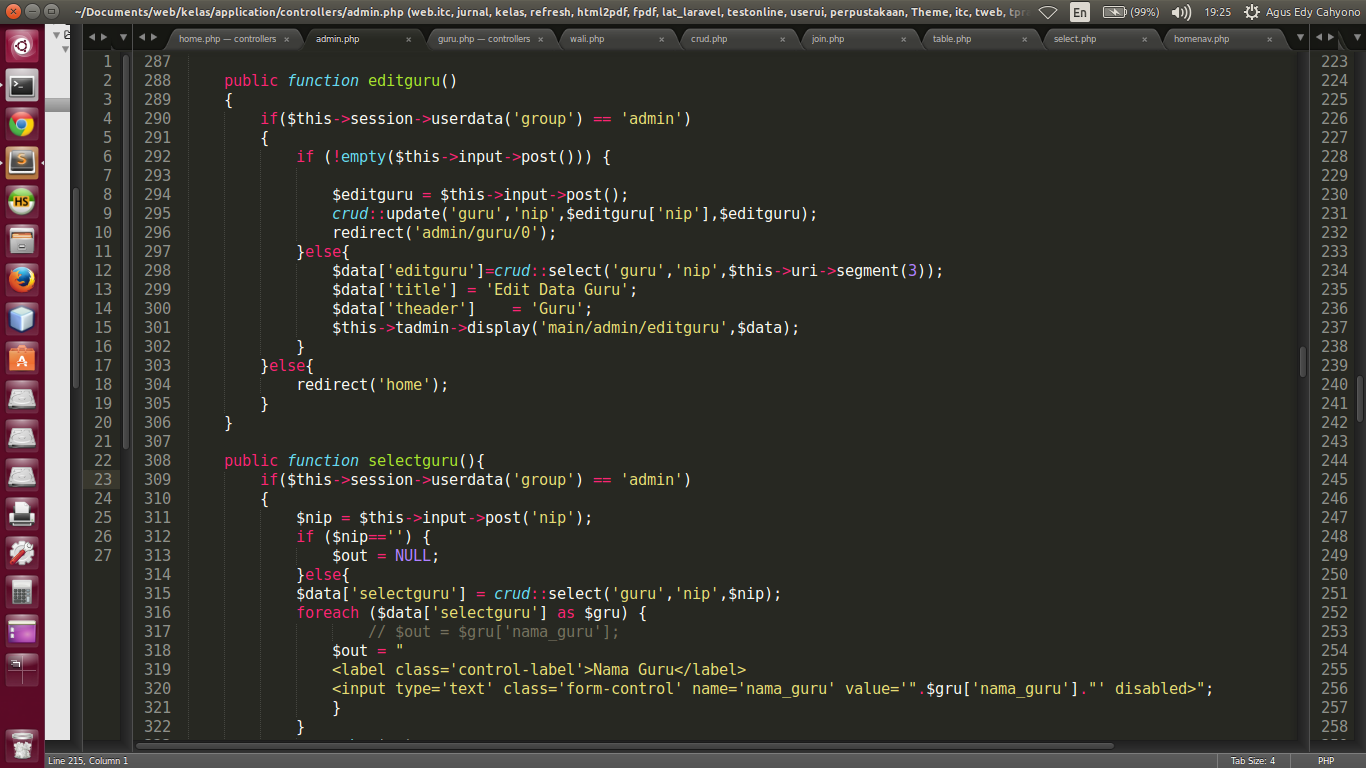 ~/Documents/web/kelas/application/controllers/admin.php (web.itc, jurnal, kelas, refresh, html2pdf, fpdf, lat_laravel, test online, userui, perpustakaan, Theme, itc, tweb, tpr
En (99%) 19:25 Agus Edy Cahyono
home.php — controllers × admin.php × guru.php — controllers × wali.php × crud.php × join.php × table.php × select.php × homenav.php ×
1 287 223
2 288 public function editguru() 224
3 289 { 225
4 290 if($this->session->userdata('group') == 'admin') 226
5 291 { 227
6 292 if (!empty($this->input->post())) { 228
7 293 229
8 294 $editguru = $this->input->post(); 230
9 295 crud::update('guru','nip',$editguru['nip'],$editguru); 231
10 296 redirect('admin/guru/0'); 232
11 297 }else{ 233
12 298 $data['editguru']=crud::select('guru','nip',$this->uri->segment(3)); 234
13 299 $data['title'] = 'Edit Data Guru'; 235
14 300 $data['theader'] = 'Guru'; 236
15 301 $this->tadmin->display('main/admin/editguru',$data); 237
16 302 } 238
17 303 }else{ 239
18 304 redirect('home'); 240
19 305 } 241
20 306 } 242
21 307 243
22 308 public function selectguru(){ 244
23 309 if($this->session->userdata('group') == 'admin') 245
24 310 { 246
25 311 $nip = $this->input->post('nip'); 247
26 312 if ($nip=='') { 248
27 313 $out = NULL; 249
314 }else{ 250
315 $data['selectguru'] = crud::select('guru','nip',$nip); 251
316 foreach ($data['selectguru'] as $gru) { 252
317 // $out = $gru['nama_guru']; 253
318 $out = " 254
319 <label class='control-label'>Nama Guru</label> 255
320 <input type='text' class='form-control' name='nama_guru' value='".$gru['nama_guru']."' disabled>"; 256
321 } 257
322 } 258
Line 215, Column 1 Tab Size: 4 PHP